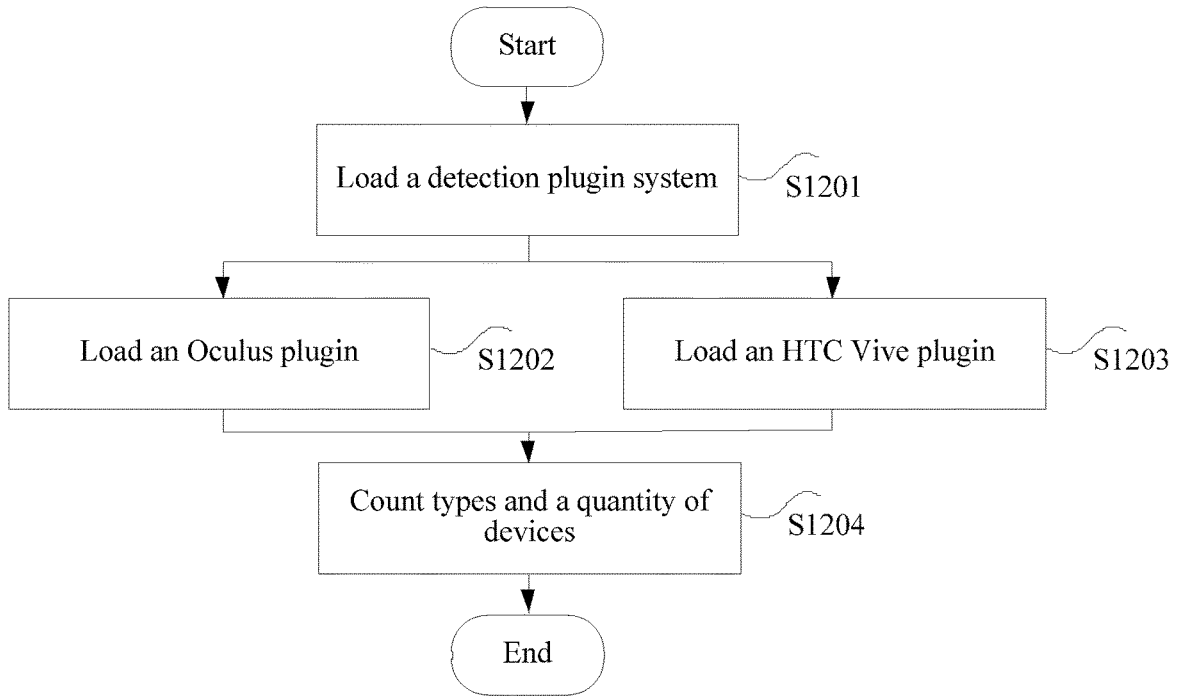 Start
Load a detection plugin system
S1201
Load an Oculus plugin
S1202
Load an HTC Vive plugin
S1203
Count types and a quantity of
devices
S1204
End